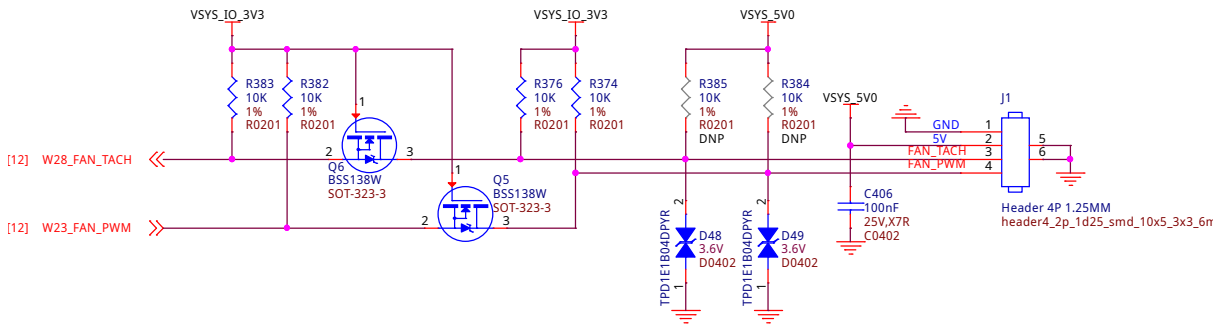 VSYS_IO_3V3
VSYS_IO_3V3
VSYS_5V0
R383
10K
1%
R0201
R382
10K
1%
R0201
R376
10K
1%
R0201
R374
10K
1%
R0201
R385
10K
1%
R0201
DNP
R384
10K
1%
R0201
DNP
VSYS_5V0
J1
1
GND
1
5V
2
FAN_TACH
3
FAN_PWM
4
5
6
[12] W28_FAN_TACH
2
3
Q6
BSS138W
SOT-323-3
1
Q5
BSS138W
SOT-323-3
[12] W23_FAN_PWM
2
3
2
TPD1E1B04DPYR
D48
3.6V
D0402
1
2
TPD1E1B04DPYR
D49
3.6V
D0402
1
C406
100nF
25V,X7R
C0402
Header 4P 1.25MM
header4_2p_1d25_smd_10x5_3x3_6m